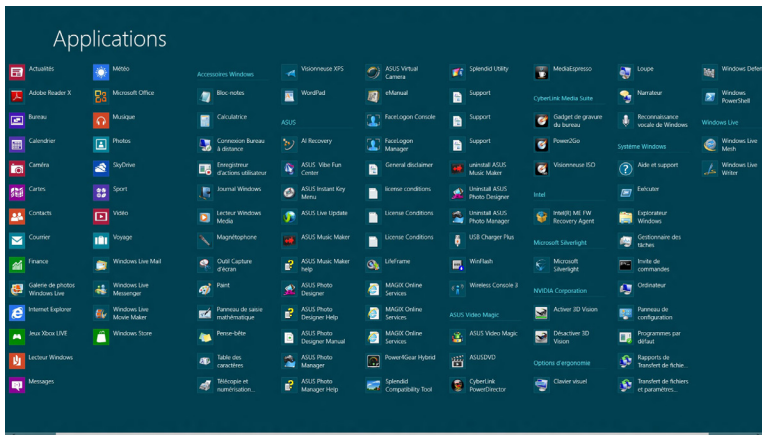 Applications
Actualités
Adobe Reader X
Bureau
Calendrier
Caméra
Cartes
Contacts
Courrier
Finance
Galerie de photos
Windows Live
Internet Explorer
Jeux Xbox LIVE
Lecteur Windows
Messages
Météo
Microsoft Office
Musique
Photos
SkyDrive
Sport
Vidéo
Voyage
Windows Live Mail
Windows Live
Messenger
Windows Live
Movie Maker
Windows Store
Accessoires Windows
Bloc-notes
Calculatrice
Connexion Bureau
à distance
Enregistreur
d'actions utilisateur
Journal Windows
Lecteur Windows
Media
Magnétophone
Outil Capture
d'écran
Paint
Panneau de saisie
mathématique
Pense-bête
Table des
caractères
Télécopie et
numérisation...
Visionneuse XPS
WordPad
ASUS
AI Recovery
ASUS Vibe Fun
Center
ASUS Instant Key
Menu
ASUS Live Update
ASUS Music Maker
ASUS Music Maker
help
ASUS Photo
Designer
ASUS Photo
Designer Help
ASUS Photo
Designer Manual
ASUS Photo
Manager
ASUS Photo
Manager Help
ASUS Virtual
Camera
eManual
FaceLogon Console
FaceLogon
Manager
General disclaimer
license conditions
License Conditions
License Conditions
LifeFrame
MAGIX Online
Services
MAGIX Online
Services
MAGIX Online
Services
Power4Gear Hybrid
Splendid
Compatibility Tool
Splendid Utility
Support
Support
Support
uninstall ASUS
Music Maker
Uninstall ASUS
Photo Designer
Uninstall ASUS
Photo Manager
USB Charger Plus
WinFlash
Wireless Console 3
ASUS Video Magic
ASUS Video Magic
ASUSDVD
CyberLink
PowerDirector
MediaEspresso
CyberLink Media Suite
Gadget de gravure
du bureau
Power2Go
Visionneuse ISO
Intel
Intel(R) ME FW
Recovery Agent
Microsoft Silverlight
Microsoft
Silverlight
NVIDIA Corporation
Activer 3D Vision
Désactiver 3D
Vision
Options d'ergonomie
Clavier visuel
Loupe
Narrateur
Reconnaissance
vocale de Windows
Système Windows
Aide et support
Exécuter
Explorateur
Windows
Gestionnaire des
tâches
Invite de
commandes
Ordinateur
Panneau de
configuration
Programmes par
défaut
Rapports de
Transfert de fichie...
Transfert de fichiers
et paramètres...
Windows Defen
Windows
PowerShell
Windows Live
Windows Live
Mesh
Windows Live
Writer